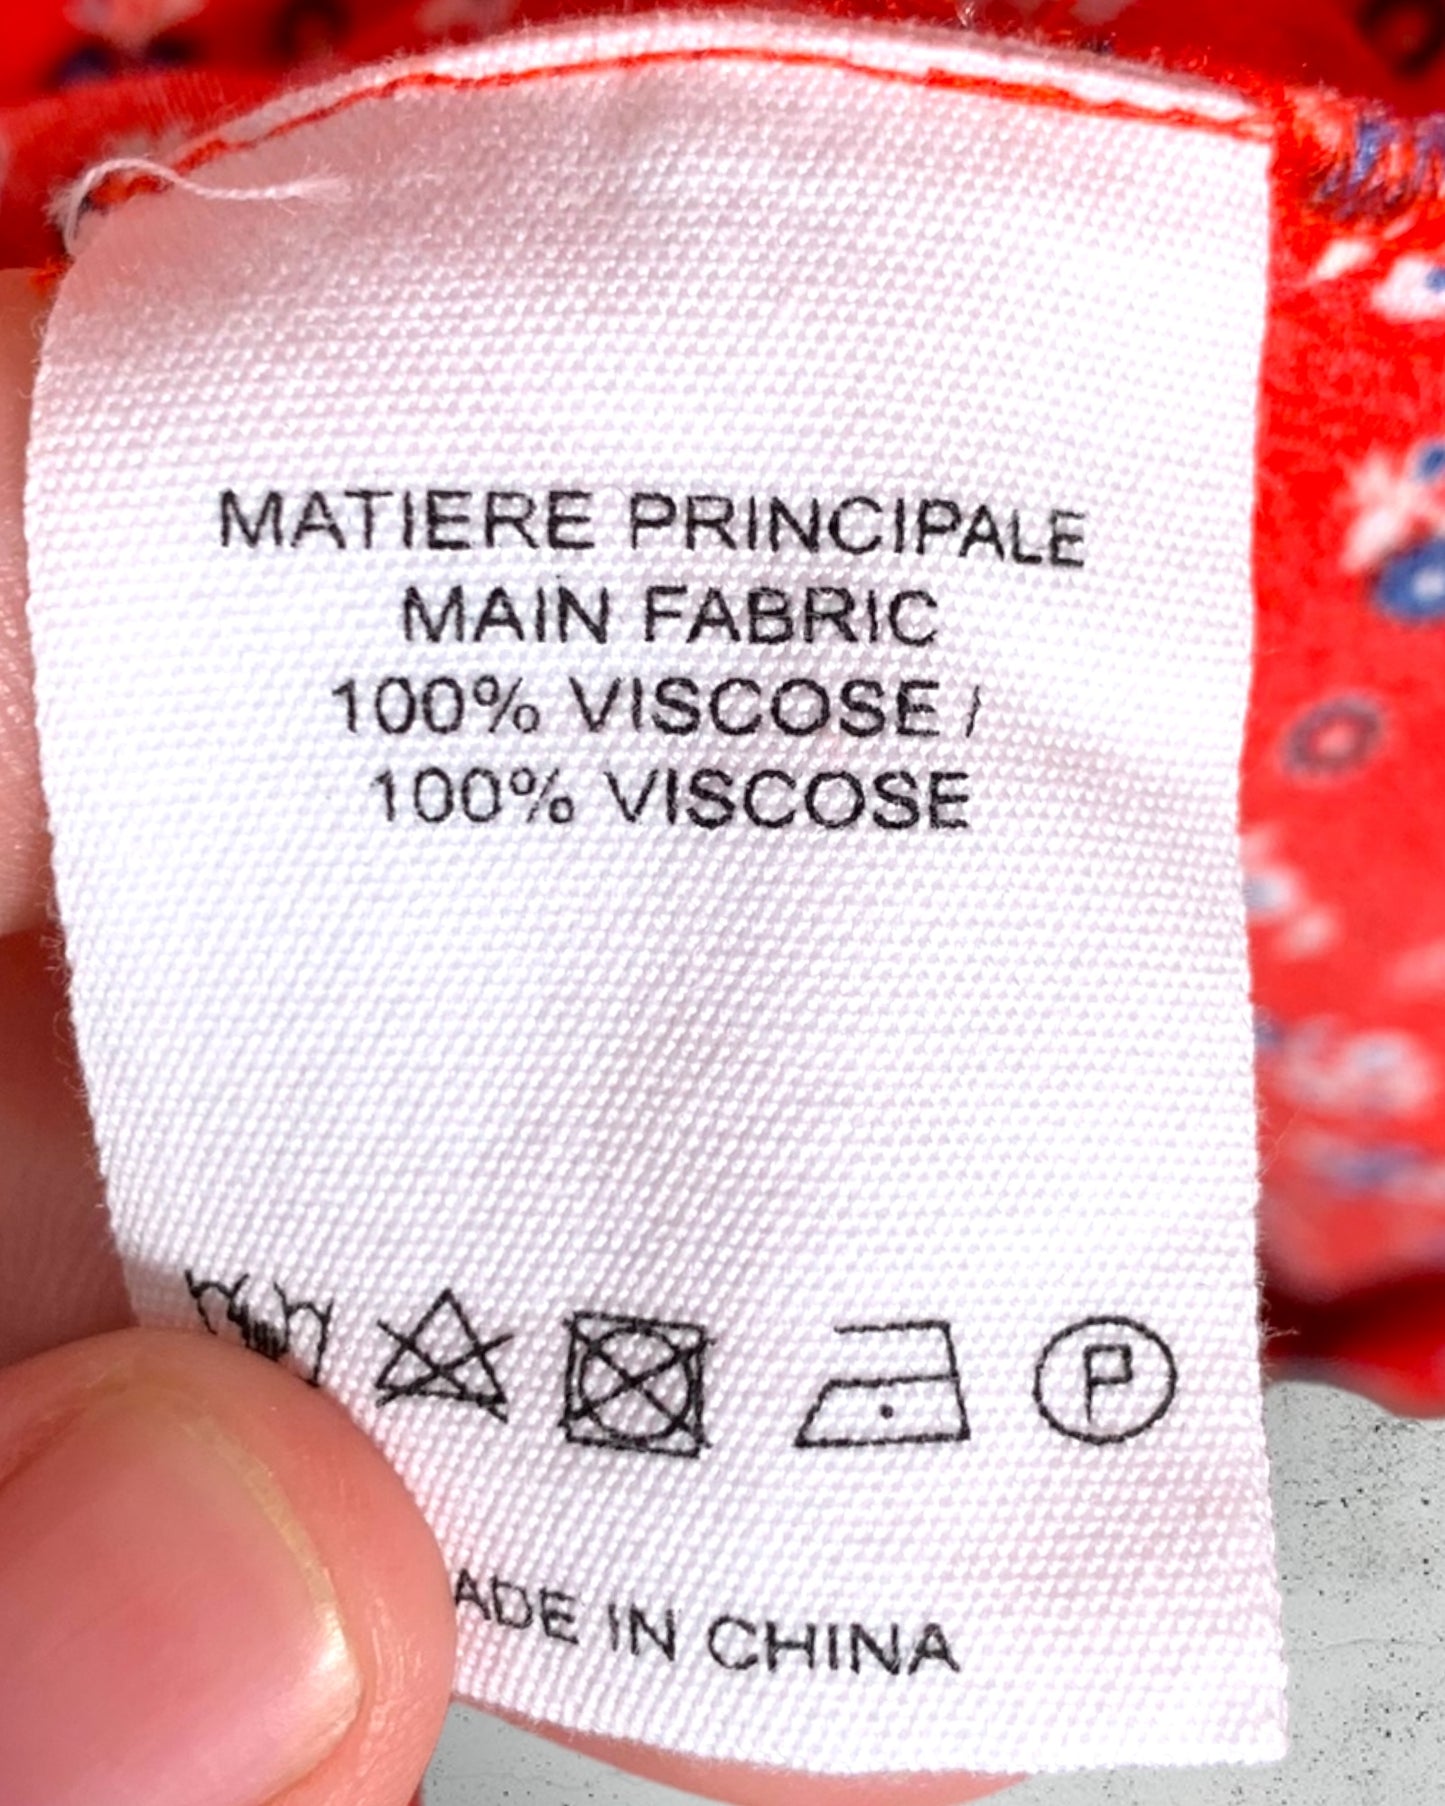 MATIERE PRINCIPALE
MAIN FABRIC
100% VISCOSE /
100% VISCOSE
P
ADE IN CHINA